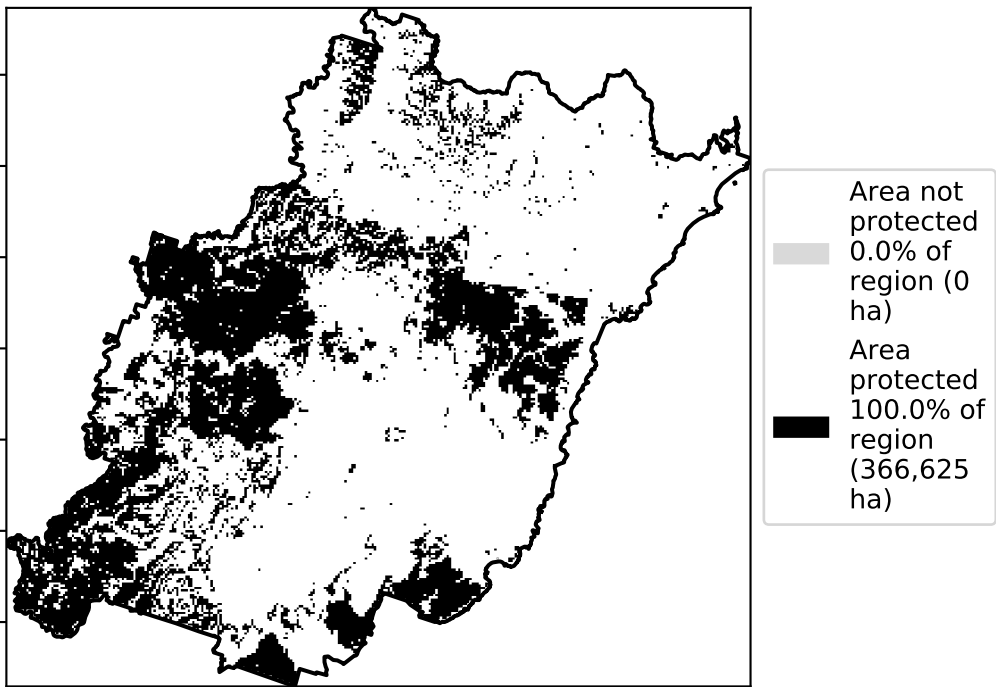 Area not
protected
0.0% of
region (0
ha)
Area
protected
100.0% of
region
(366,625
ha)